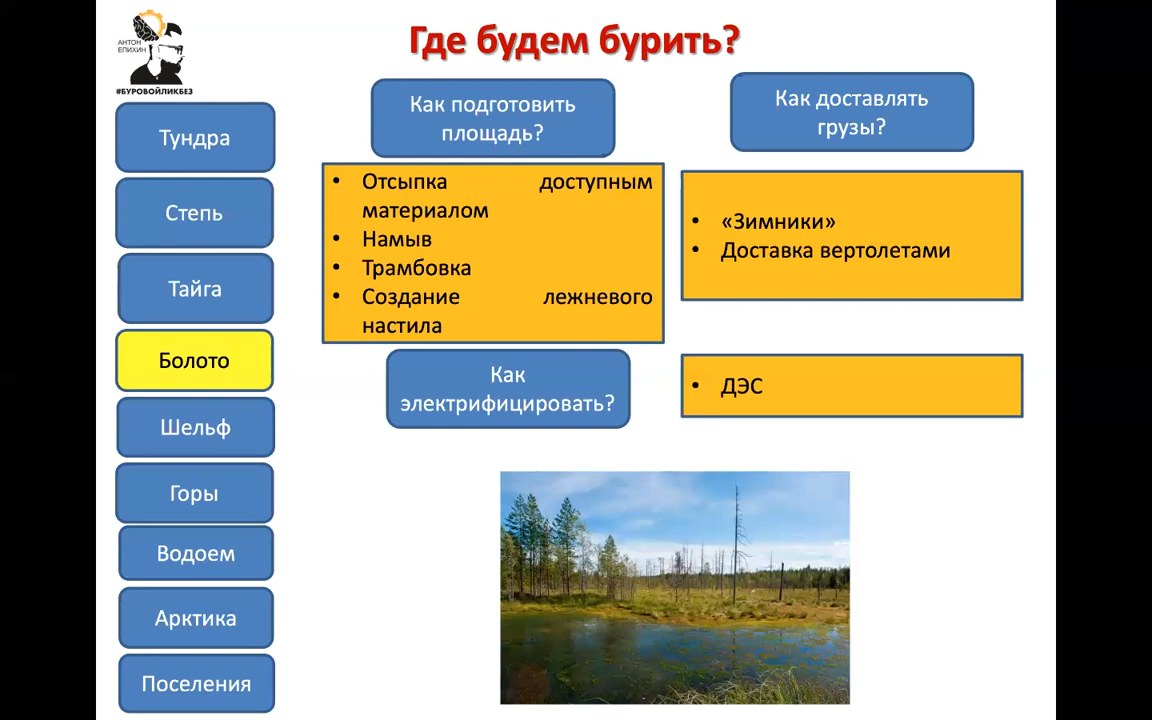 АНТОН
ЕПИХИН
#БУРОВОЙЛИКБЕЗ
Где будем бурить?
Тундра
Степь
Тайга
Болото
Шельф
Горы
Водоем
Арктика
Поселения
Как подготовить
площадь?
• Отсыпка доступным
материалом
• Намыв
• Трамбовка
• Создание лежневого
настила
Как доставлять
грузы?
• «Зимники»
• Доставка вертолетами
Как
электрифицировать?
• ДЭС